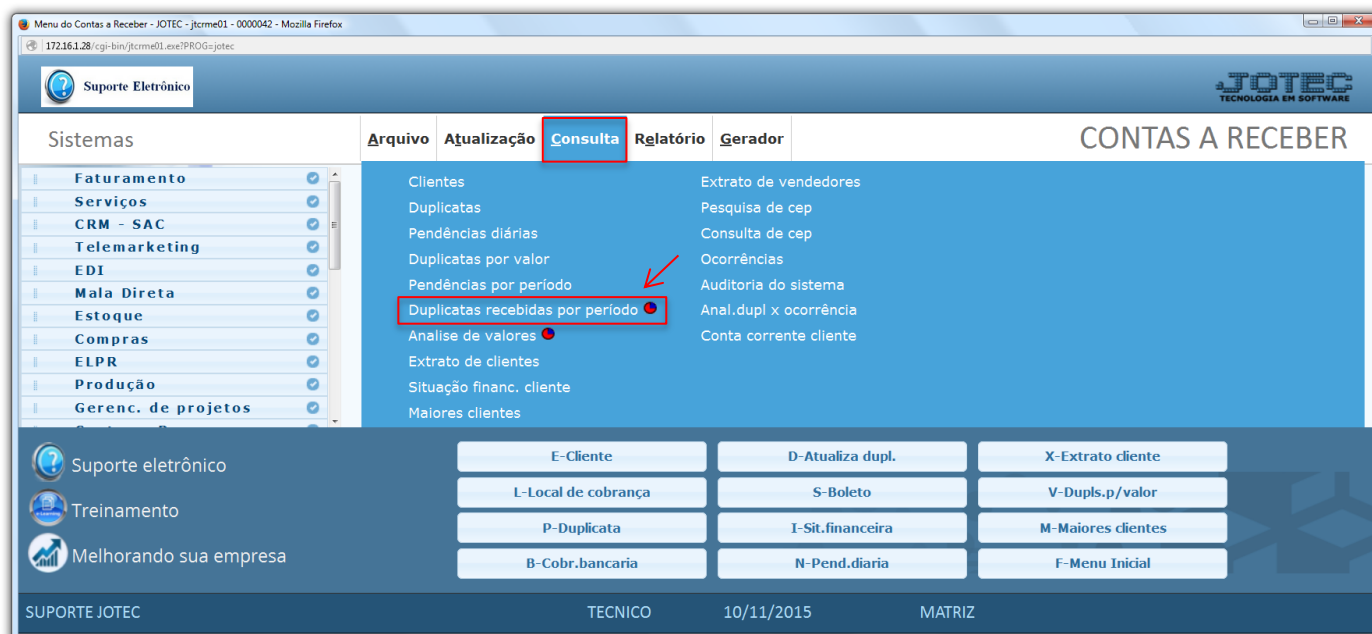 Menu do Contas a Receber - JOTEC - jtcrme01 - 0000042 - Mozilla Firefox
172.16.1.28/cgi-bin/jtcrme01.exe?PROG=jotec
Suporte Eletrônico
JOTEC
TECNOLOGIA EM SOFTWARE
Sistemas
Arquivo Atualização Consulta Relatório Gerador
CONTAS A RECEBER
Faturamento
Serviços
CRM - SAC
Telemarketing
EDI
Mala Direta
Estoque
Compras
ELPR
Produção
Gerenc. de projetos
Clientes
Duplicatas
Pendências diárias
Duplicatas por valor
Pendências por período
Duplicatas recebidas por período
Analise de valores
Extrato de clientes
Situação financ. cliente
Maiores clientes
Extrato de vendedores
Pesquisa de cep
Consulta de cep
Ocorrências
Auditoria do sistema
Anal.dupl x ocorrência
Conta corrente cliente
Suporte eletrônico
Treinamento
Melhorando sua empresa
E-Cliente D-Atualiza dupl. X-Extrato cliente
L-Local de cobrança S-Boleto V-Dupls.p/valor
P-Duplicata I-Sit.financeira M-Maiores clientes
B-Cobr.bancaria N-Pend.diaria F-Menu Inicial
SUPORTE JOTEC TECNICO 10/11/2015 MATRIZ